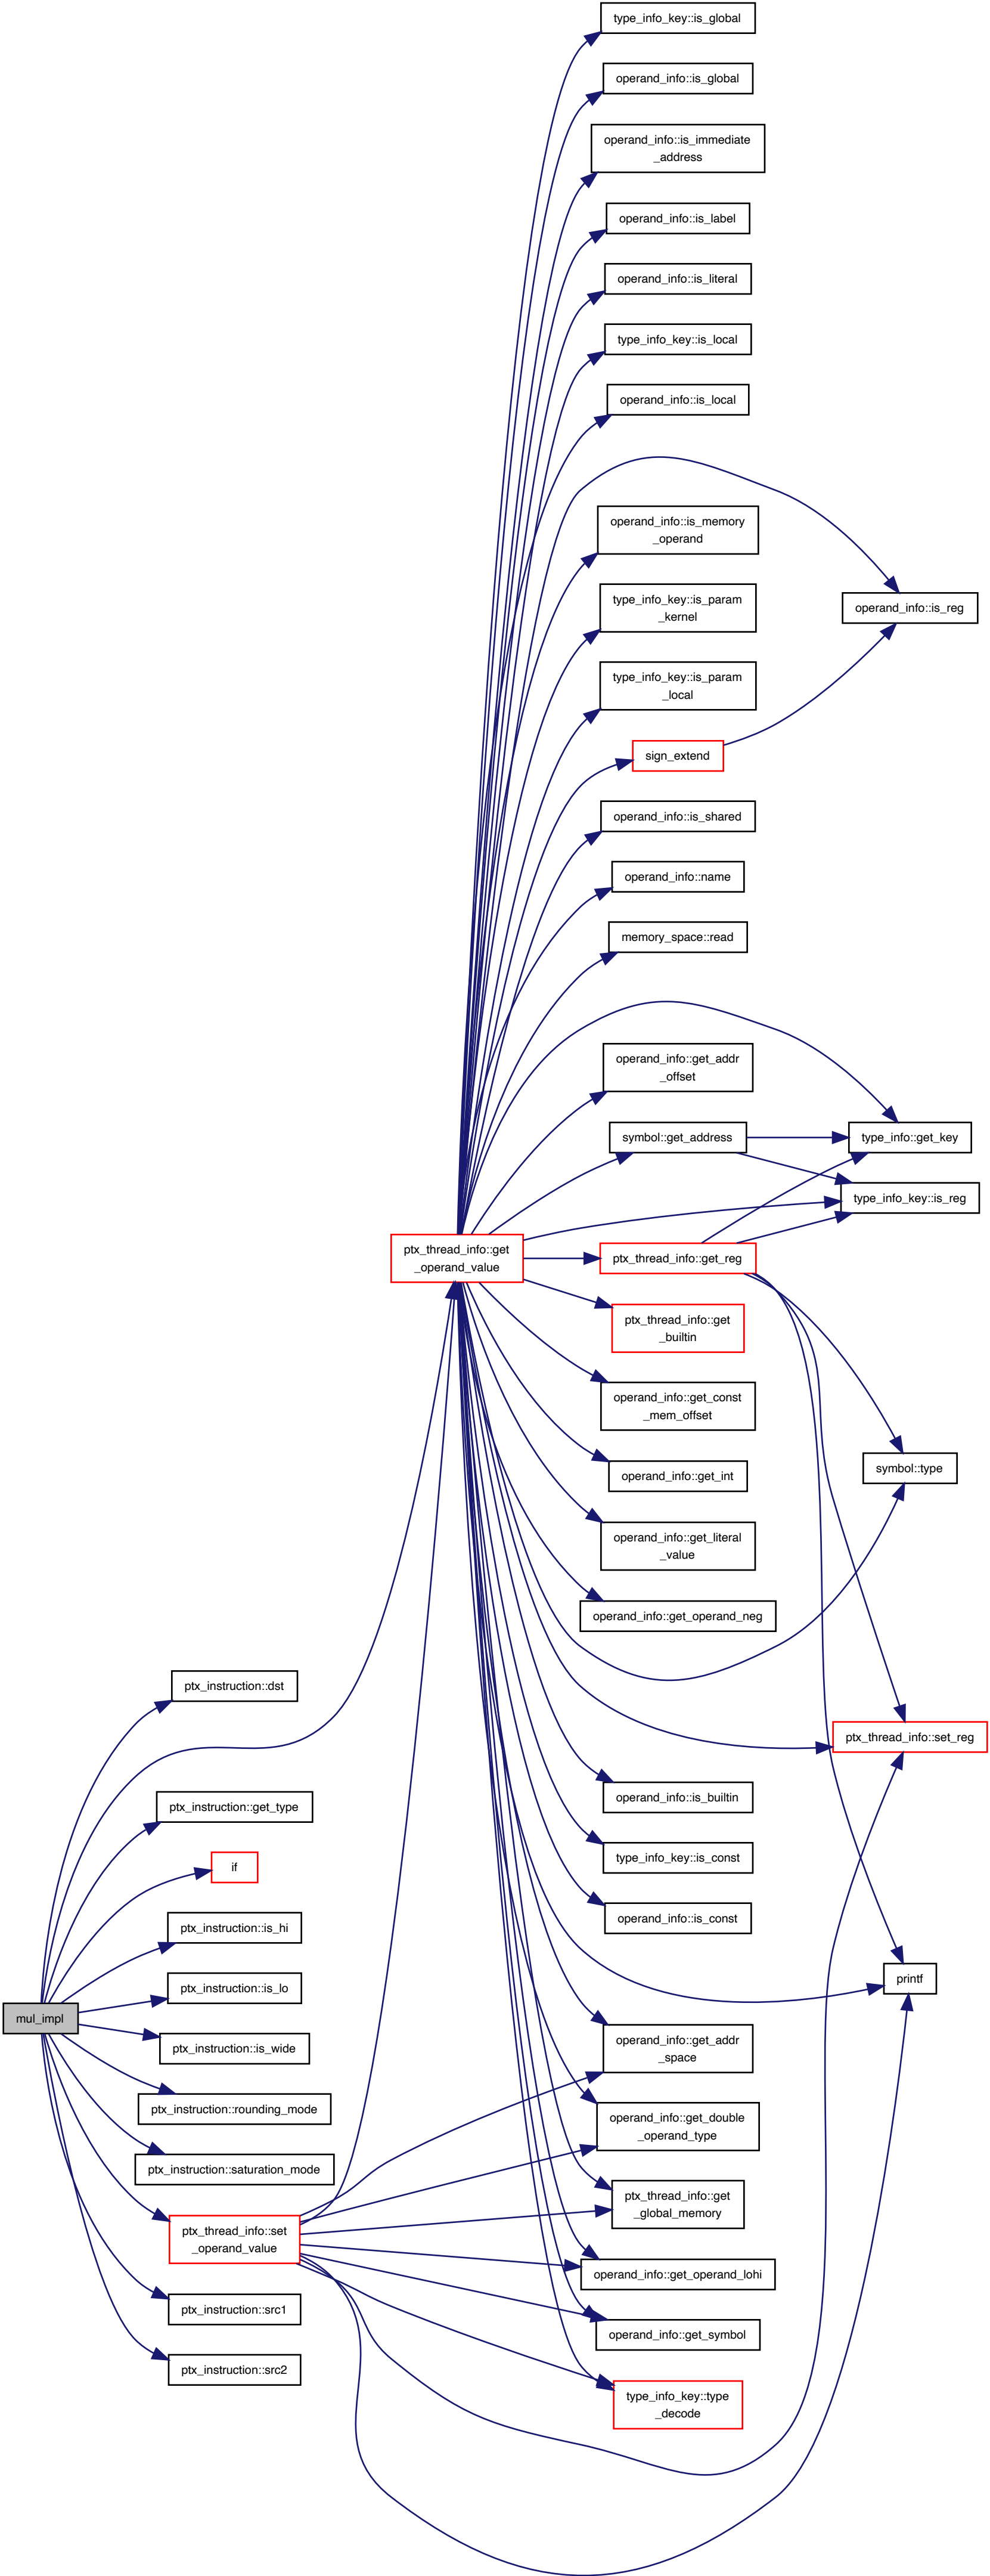 type_info_key::is_global
operand_info::is_global
operand_info::is_immediate
_address
operand_info::is_label
operand_info::is_literal
type_info_key::is_local
operand_info::is_local
operand_info::is_memory
_operand
type_info_key::is_param
_kernel
operand_info::is_reg
type_info_key::is_param
_local
sign_extend
operand_info::is_shared
operand_info::name
memory_space::read
operand_info::get_addr
_offset
symbol::get_address
type_info::get_key
type_info_key::is_reg
ptx_thread_info::get
_operand_value
ptx_thread_info::get_reg
ptx_thread_info::get
_builtin
operand_info::get_const
_mem_offset
operand_info::get_int
symbol::type
operand_info::get_literal
_value
operand_info::get_operand_neg
ptx_instruction::dst
ptx_thread_info::set_reg
operand_info::is_builtin
ptx_instruction::get_type
type_info_key::is_const
if
operand_info::is_const
ptx_instruction::is_hi
printf
ptx_instruction::is_lo
mul_impl
ptx_instruction::is_wide
operand_info::get_addr
_space
ptx_instruction::rounding_mode
operand_info::get_double
_operand_type
ptx_instruction::saturation_mode
ptx_thread_info::get
_global_memory
ptx_thread_info::set
_operand_value
operand_info::get_operand_lohi
ptx_instruction::src1
operand_info::get_symbol
ptx_instruction::src2
type_info_key::type
_decode